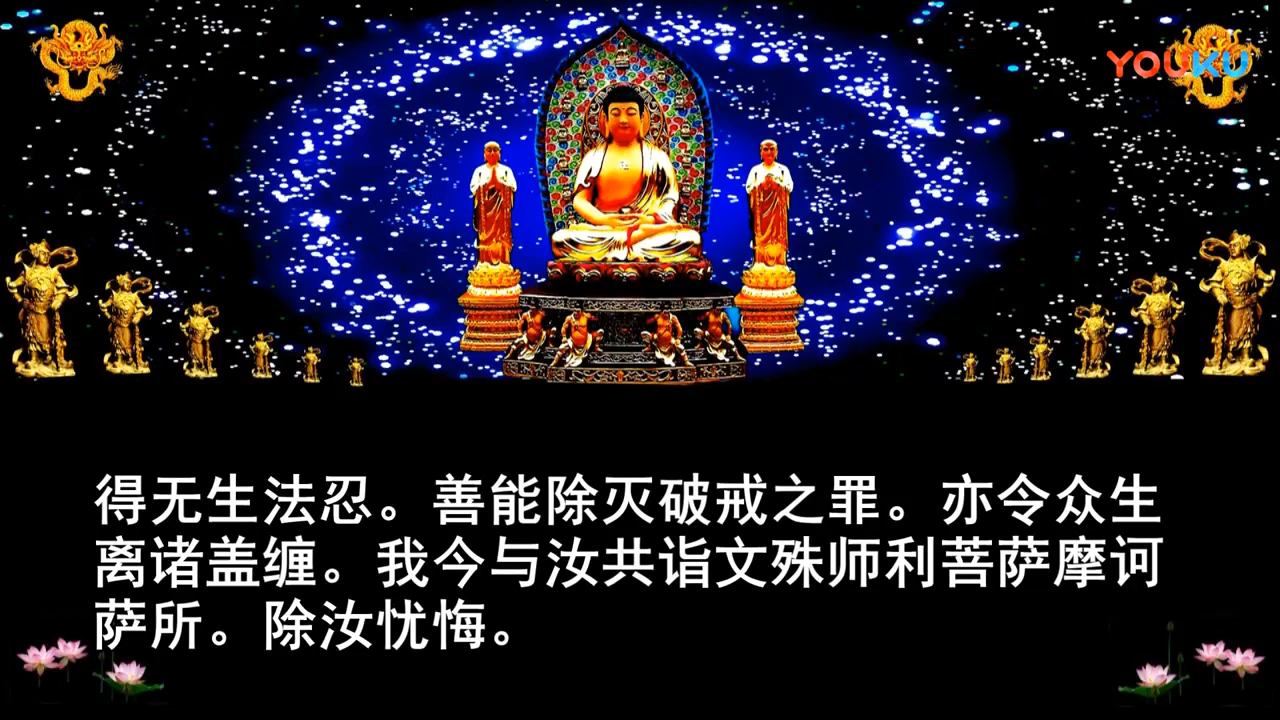 YOUKU
得无生法忍。善能除灭破戒之罪。亦令众生
离诸盖缠。我今与汝共诣文殊师利菩萨摩诃
萨所。除汝忧悔。